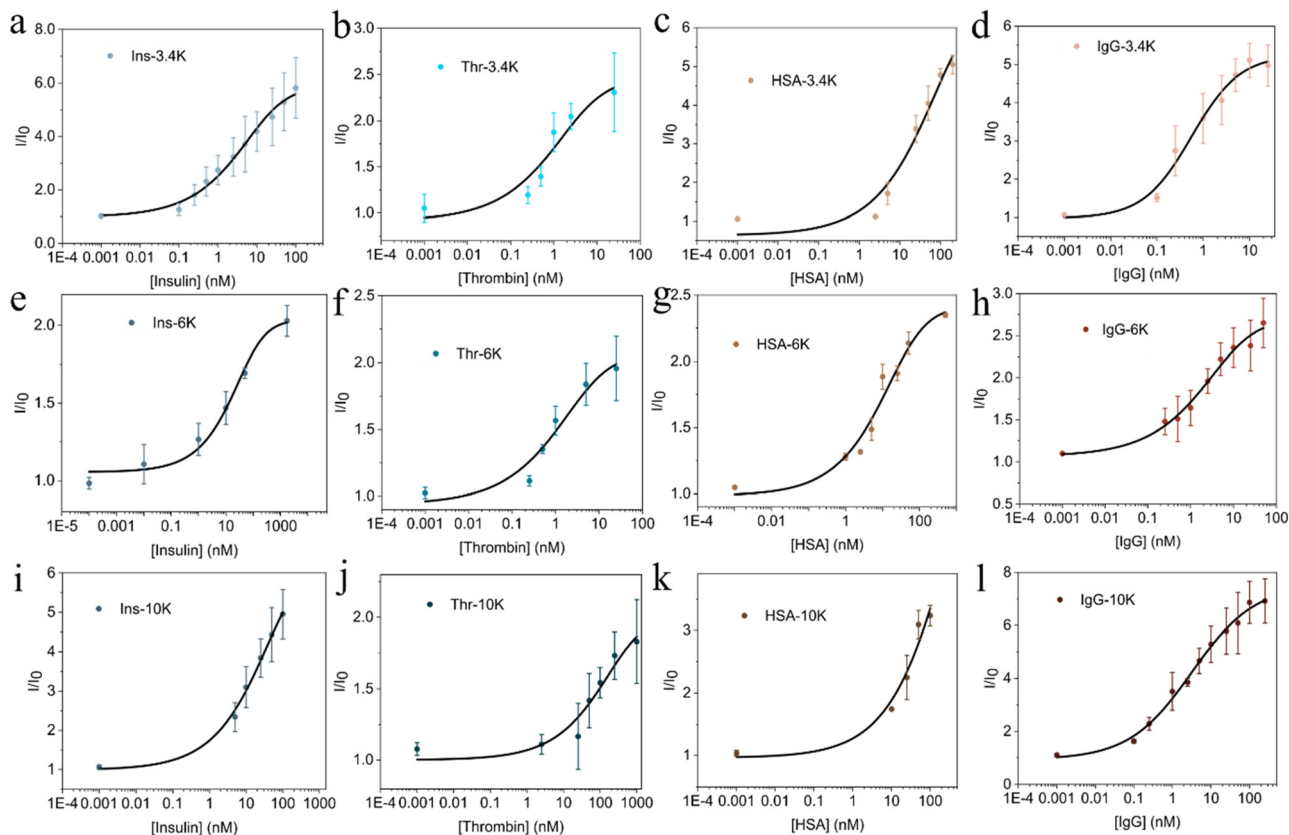 a
Ins-3.4K
8.0
6.0
4.0
2.0
0.0
I/I0
1E-4 0.001 0.01 0.1 1 10 100
[Insulin] (nM)
b
Thr-3.4K
3.0
2.5
2.0
1.5
1.0
I/I0
1E-4 0.001 0.01 0.1 1 10 100
[Thrombin] (nM)
c
HSA-3.4K
6
5
4
3
2
1
I/I0
1E-4 0.001 0.01 0.1 1 10 100
[HSA] (nM)
d
IgG-3.4K
6
5
4
3
2
1
0
I/I0
1E-4 0.001 0.01 0.1 1 10
[IgG] (nM)
e
Ins-6K
2.0
1.5
1.0
I/I0
1E-5 0.001 0.1 10 1000
[Insulin] (nM)
f
Thr-6K
2.5
2.0
1.5
1.0
I/I0
1E-4 0.001 0.01 0.1 1 10 100
[Thrombin] (nM)
g
HSA-6K
2.5
2.0
1.5
1.0
I/I0
1E-4 0.01 1 100
[HSA] (nM)
h
IgG-6K
3.0
2.5
2.0
1.5
1.0
0.5
I/I0
1E-4 0.001 0.01 0.1 1 10 100
[IgG] (nM)
i
Ins-10K
6
5
4
3
2
1
I/I0
1E-4 0.001 0.01 0.1 1 10 100 1000
[Insulin] (nM)
j
Thr-10K
2.0
1.5
1.0
I/I0
1E-4 0.001 0.01 0.1 1 10 100 1000
[Thrombin] (nM)
k
HSA-10K
3
2
1
I/I0
1E-4 0.001 0.01 0.1 1 10 100
[HSA] (nM)
l
IgG-10K
8
6
4
2
0
I/I0
1E-4 0.001 0.01 0.1 1 10 100
[IgG] (nM)